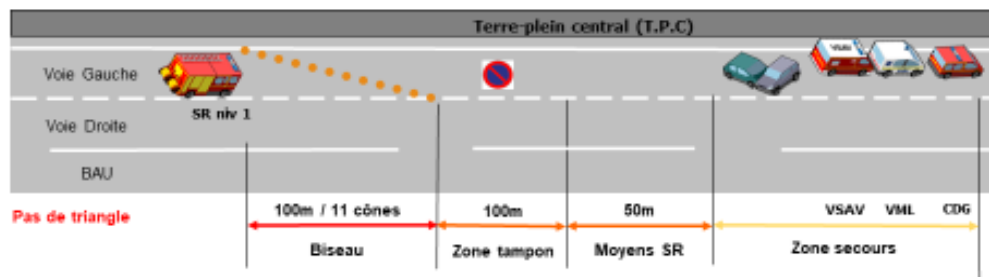 Terre-plein central (T.P.C)
Voie Gauche
SR niv 1
Voie Droite
BAU
Pas de triangle
100m / 11 cônes
100m
50m
VSAV
VML
CDG
Biseau
Zone tampon
Moyens SR
Zone secours